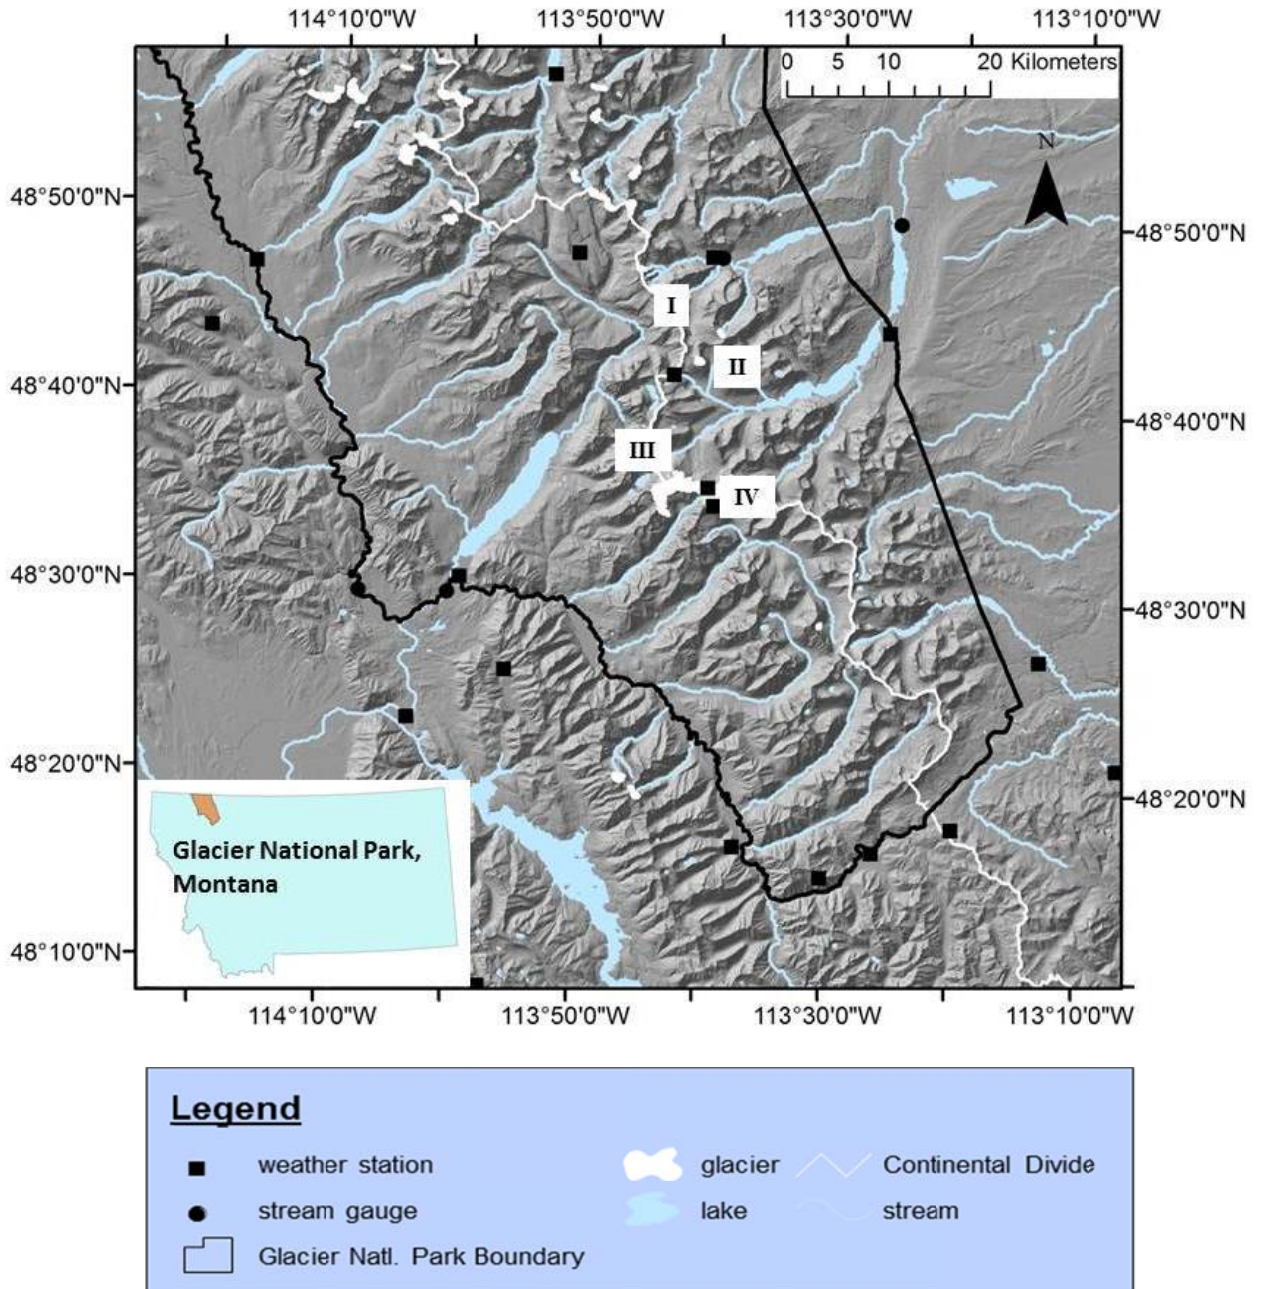 114°10'0"W 113°50'0"W 113°30'0"W 113°10'0"W
0 5 10 20 Kilometers
N
48°50'0"N
48°50'0"N
I
II
48°40'0"N
48°40'0"N
III
IV
48°30'0"N
48°30'0"N
48°20'0"N
48°20'0"N
Glacier National Park,
Montana
48°10'0"N
114°10'0"W 113°50'0"W 113°30'0"W 113°10'0"W
Legend
weather station glacier Continental Divide
stream gauge lake stream
Glacier Natl. Park Boundary